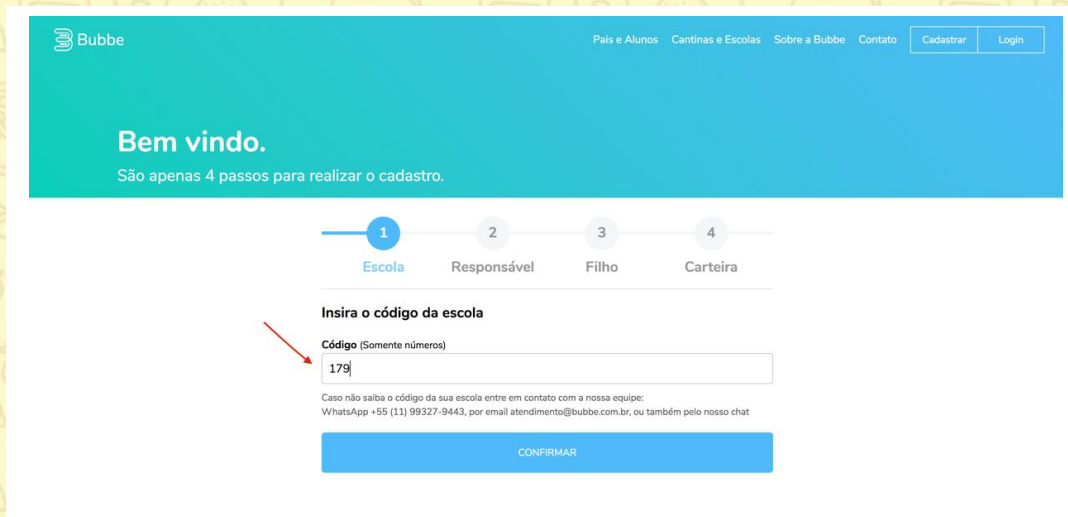 Bubbe
Pais e Alunos Cantinas e Escolas Sobre a Bubbe Contato Cadastrar Login
Bem vindo.
São apenas 4 passos para realizar o cadastro.
1 2 3 4
Escola Responsável Filho Carteira
Insira o código da escola
Código (Somente números)
179
Caso não saiba o código da sua escola entre em contato com a nossa equipe:
WhatsApp +55 (11) 99327-9443, por email atendimento@bubbe.com.br, ou também pelo nosso chat
CONFIRMAR